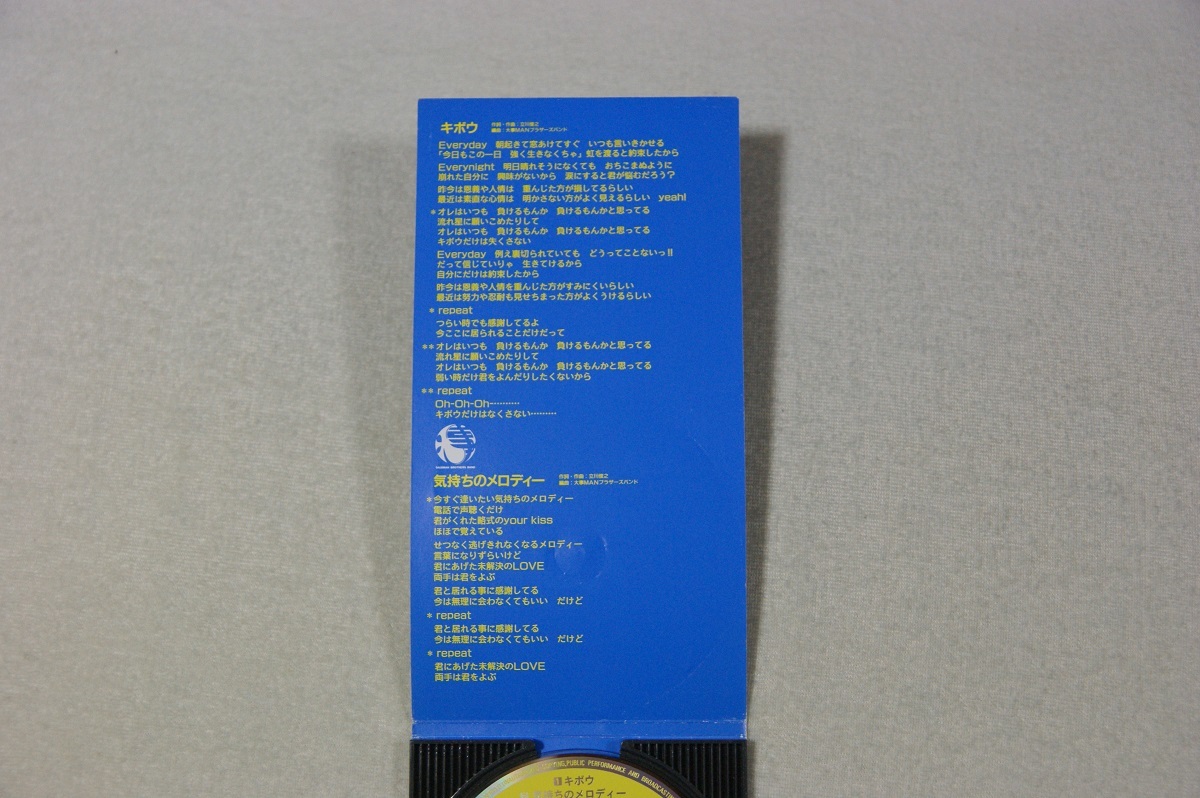 キボウ
作詞・作曲：立川俊之
編曲：大事MANブラザーズバンド
Everyday　朝起きて窓あけてすぐ　いつも言いきかせる
「今日もこの一日　強く生きなくちゃ」虹を渡ると約束したから
Everynight　明日晴れそうになくても　おちこまぬように
崩れた自分に　興味がないから　涙にすると君が悩むだろう？
昨今は恩義や人情は　重んじた方が損してるらしい
最近は素直な心情は　明かさない方がよく見えるらしい　yeah!
＊オレはいつも　負けるもんか　負けるもんかと思ってる
流れ星に願いこめたりして
オレはいつも　負けるもんか　負けるもんかと思ってる
キボウだけは失くさない
Everyday　例え裏切られていても　どうってことないっ!!
だって信じていりゃ　生きてけるから
自分にだけは約束したから
昨今は恩義や人情を重んじた方がすみにくいらしい
最近は努力や忍耐も見せちまった方がよくうけるらしい
＊repeat
つらい時でも感謝してるよ
今ここに居られることだけだって
＊＊オレはいつも　負けるもんか　負けるもんかと思ってる
流れ星に願いこめたりして
オレはいつも　負けるもんか　負けるもんかと思ってる
弱い時だけ君をよんだりしたくないから
＊＊repeat
Oh-Oh-Oh-………
キボウだけはなくさない………
気持ちのメロディー
作詞・作曲：立川俊之
編曲：大事MANブラザーズバンド
＊今すぐ逢いたい気持ちのメロディー
電話で声聴くだけ
君がくれた略式のyour kiss
ほほで覚えている
せつなく逃げきれなくなるメロディー
言葉になりずらいけど
君にあげた未解決のLOVE
両手は君をよぶ
君と居れる事に感謝してる
今は無理に会わなくてもいい　だけど
＊repeat
君と居れる事に感謝してる
今は無理に会わなくてもいい　だけど
＊repeat
君にあげた未解決のLOVE
両手は君をよぶ
PUBLIC PERFORMANCE AND
1 キボウ
気持ちのメロディー